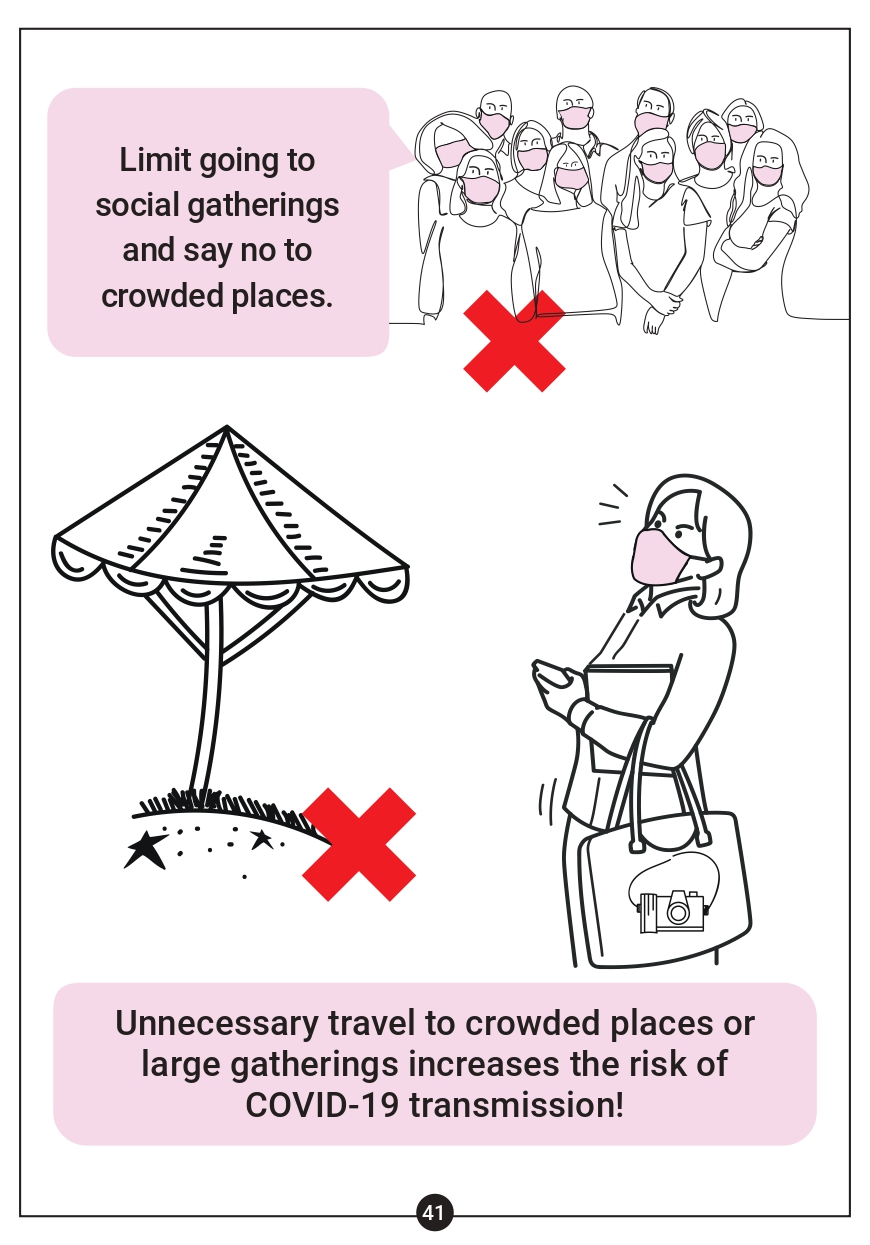 Limit going to
social gatherings
and say no to
crowded places.
Unnecessary travel to crowded places or
large gatherings increases the risk of
COVID-19 transmission!
41